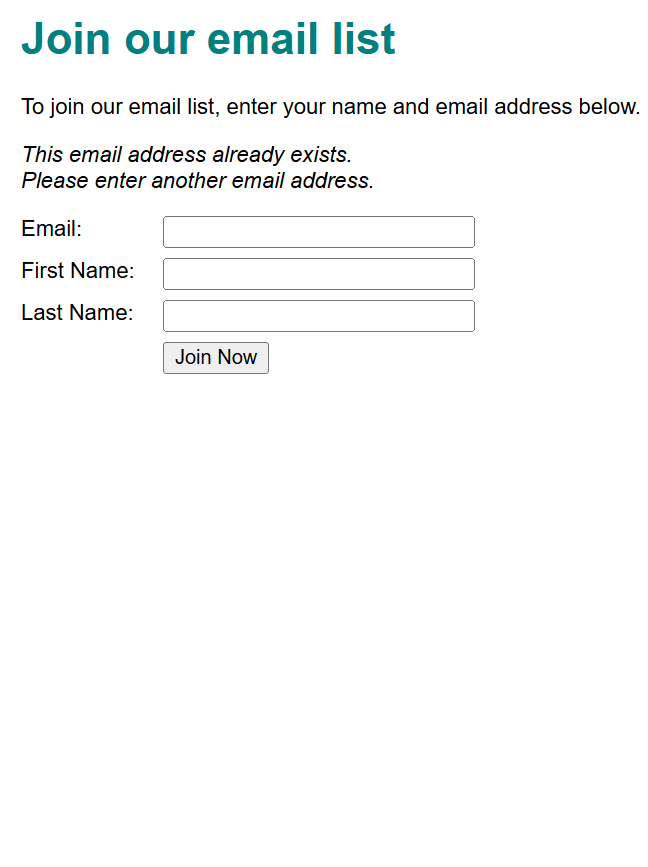 Join our email list
To join our email list, enter your name and email address below.
This email address already exists.
Please enter another email address.
Email:
First Name:
Last Name:
Join Now